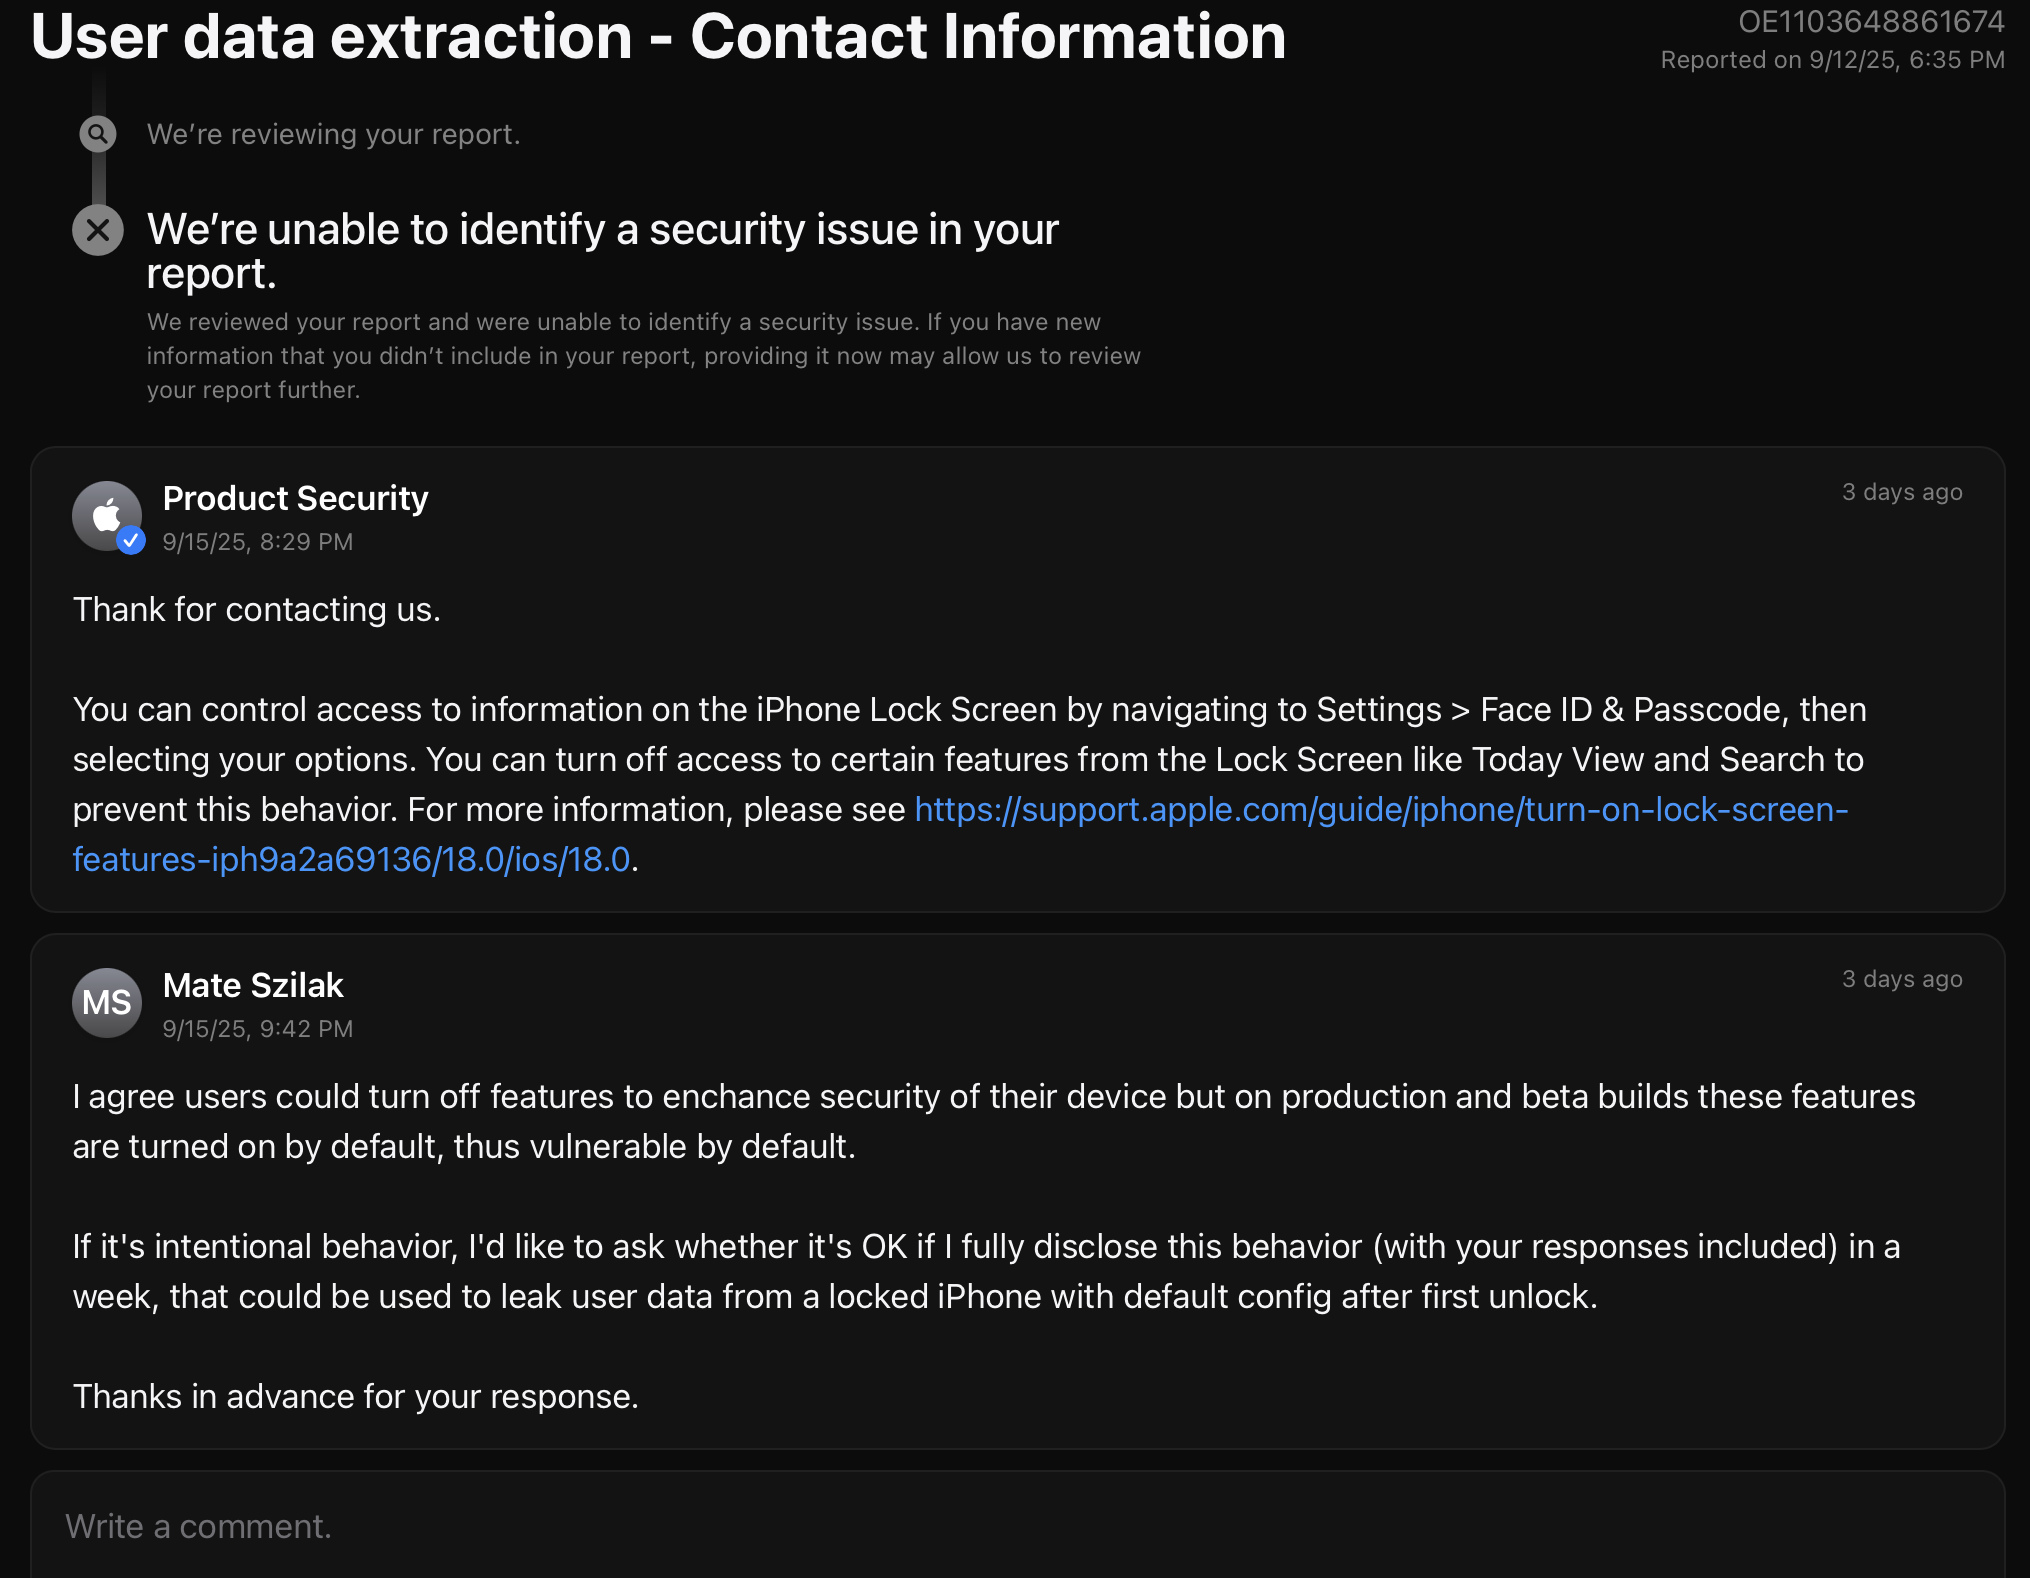 User data extraction - Contact Information
OE1103648861674
Reported on 9/12/25, 6:35 PM
We're reviewing your report.
We're unable to identify a security issue in your
report.
We reviewed your report and were unable to identify a security issue. If you have new
information that you didn't include in your report, providing it now may allow us to review
your report further.
Product Security
3 days ago
9/15/25, 8:29 PM
Thank for contacting us.
You can control access to information on the iPhone Lock Screen by navigating to Settings > Face ID & Passcode, then
selecting your options. You can turn off access to certain features from the Lock Screen like Today View and Search to
prevent this behavior. For more information, please see https://support.apple.com/guide/iphone/turn-on-lock-screen-
features-iph9a2a69136/18.0/ios/18.0.
MS
Mate Szilak
3 days ago
9/15/25, 9:42 PM
I agree users could turn off features to enchance security of their device but on production and beta builds these features
are turned on by default, thus vulnerable by default.
If it's intentional behavior, I'd like to ask whether it's OK if I fully disclose this behavior (with your responses included) in a
week, that could be used to leak user data from a locked iPhone with default config after first unlock.
Thanks in advance for your response.
Write a comment.